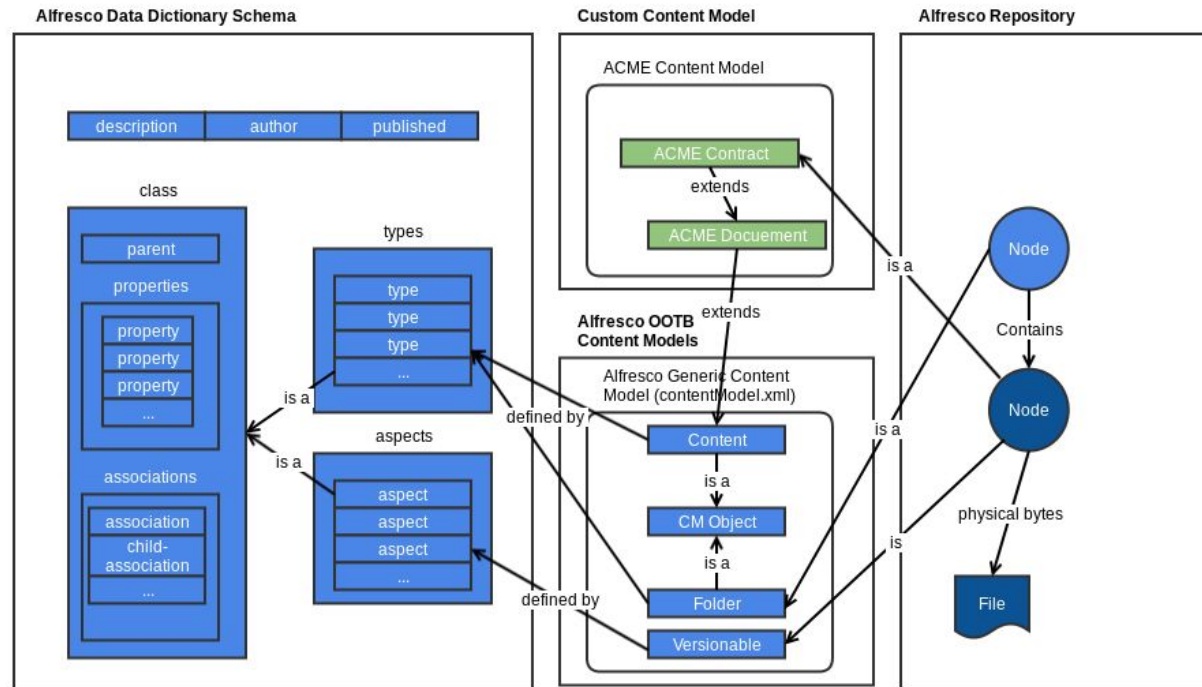 Alfresco Data Dictionary Schema
description
author
published
class
parent
properties
property
property
property
...
associations
association
child-
association
...
types
type
type
type
...
aspects
aspect
aspect
aspect
...
is a
is a
defined by
defined by
Custom Content Model
ACME Content Model
ACME Contract
extends
ACME Docuement
extends
Alfresco OOTB
Content Models
Alfresco Generic Content
Model (contentModel.xml)
Content
is a
CM Object
is a
Folder
Versionable
Alfresco Repository
Node
is a
Contains
Node
is a
physical bytes
is
File